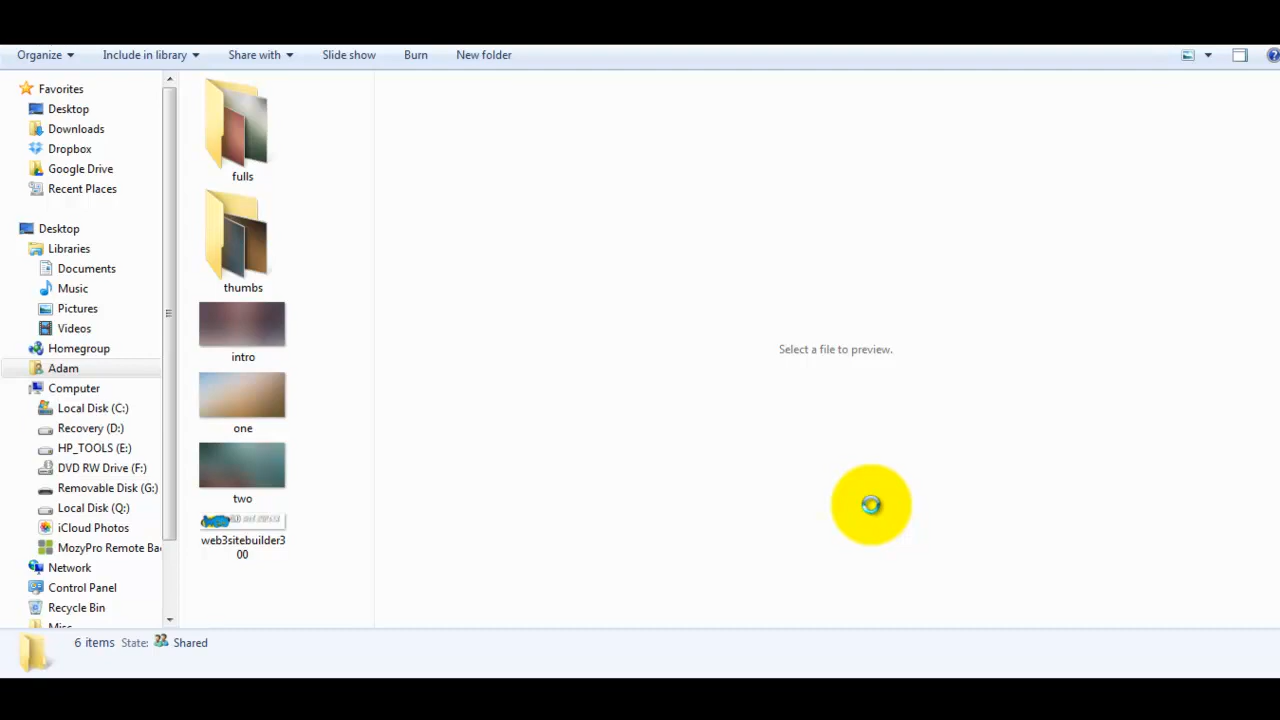 Organize Include in library Share with Slide show Burn New folder
Favorites
Desktop
Downloads
Dropbox
Google Drive
Recent Places
Desktop
Libraries
Documents
Music
Pictures
Videos
Homegroup
Adam
Computer
Local Disk (C:)
Recovery (D:)
HP_TOOLS (E:)
DVD RW Drive (F:)
Removable Disk (G:)
Local Disk (Q:)
iCloud Photos
MozyPro Remote Ba
Network
Control Panel
Recycle Bin
Misc
fulls
thumbs
intro
one
two
web3sitebuilder3
00
Select a file to preview.
6 items State: Shared